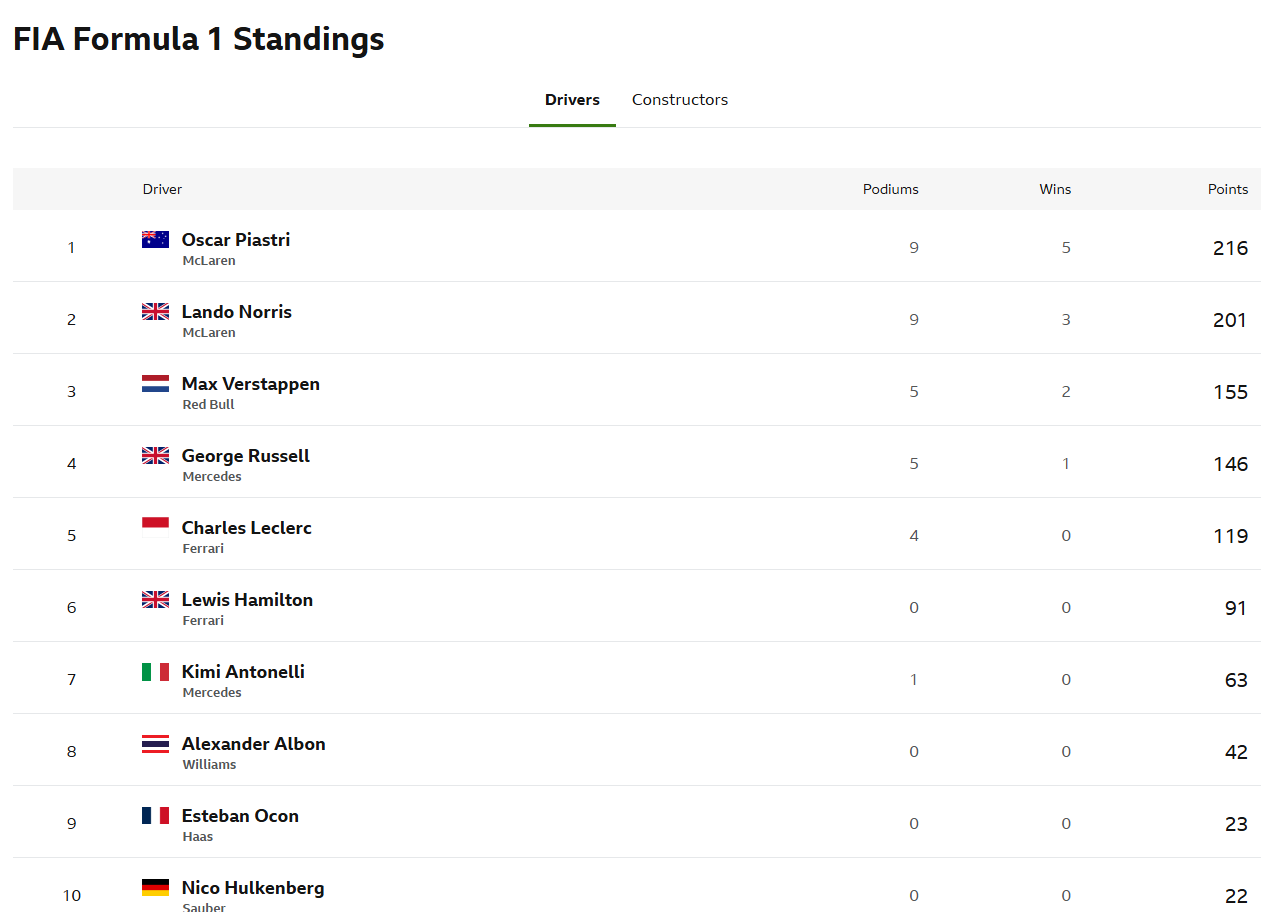 FIA Formula 1 Standings
Drivers Constructors
Driver Podiums Wins Points
1 Oscar Piastri 9 5 216
McLaren
2 Lando Norris 9 3 201
McLaren
3 Max Verstappen 5 2 155
Red Bull
4 George Russell 5 1 146
Mercedes
5 Charles Leclerc 4 0 119
Ferrari
6 Lewis Hamilton 0 0 91
Ferrari
7 Kimi Antonelli 1 0 63
Mercedes
8 Alexander Albon 0 0 42
Williams
9 Esteban Ocon 0 0 23
Haas
10 Nico Hulkenberg 0 0 22
Sauber